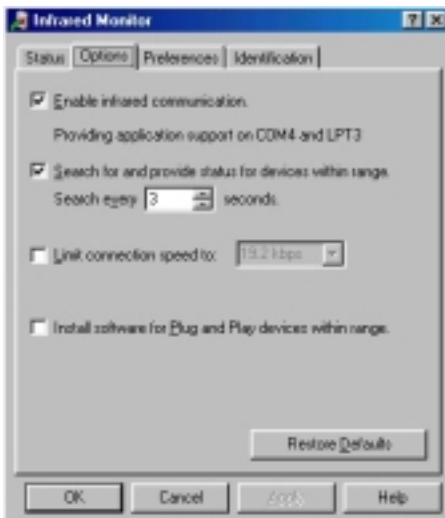 Infrared Monitor
Status Options Preferences Identification
Enable infrared communication.
Providing application support on COM4 and LPT3
Search for and provide status for devices within range.
Search every 3 seconds.
Limit connection speed to: 19.2 kbps
Install software for Plug and Play devices within range.
Restore Defaults
OK Cancel Apply Help